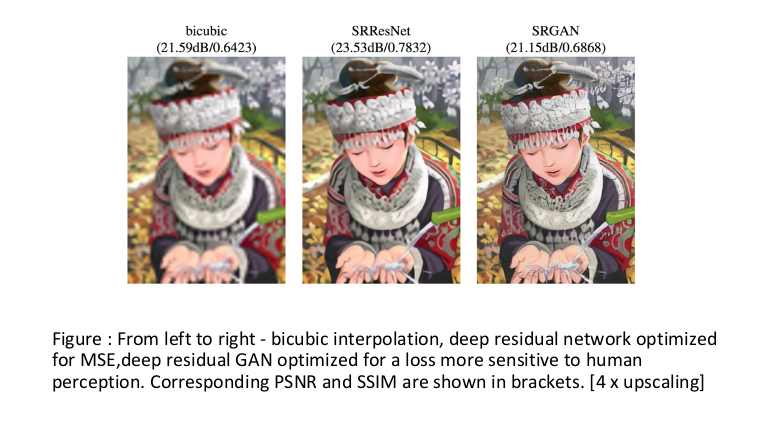 bicubic
(21.59dB/0.6423)
SRResNet
(23.53dB/0.7832)
SRGAN
(21.15dB/0.6868)
Figure : From left to right - bicubic interpolation, deep residual network optimized
for MSE,deep residual GAN optimized for a loss more sensitive to human
perception. Corresponding PSNR and SSIM are shown in brackets. [4 x upscaling]